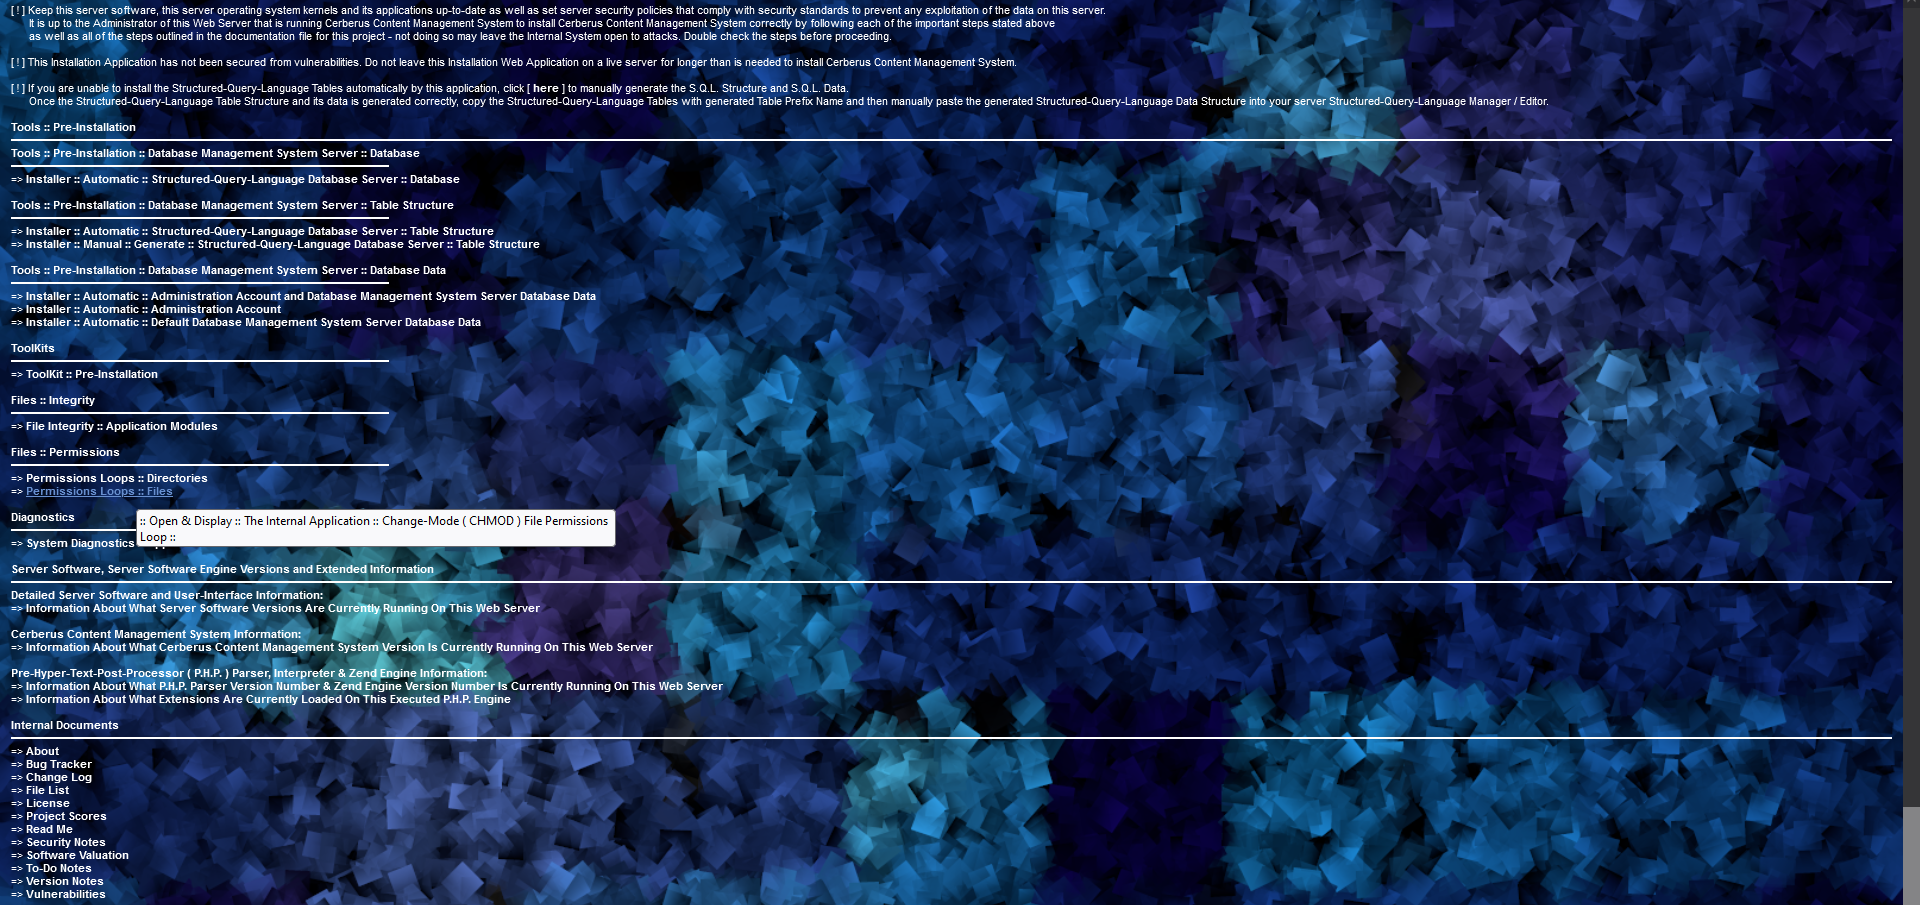 [ ! ] Keep this server software, this server operating system kernels and its applications up-to-date as well as set server security policies that comply with security standards to prevent any exploitation of the data on this server.
It is up to the Administrator of this Web Server that is running Cerberus Content Management System to install Cerberus Content Management System correctly by following each of the important steps stated above
as well as all of the steps outlined in the documentation file for this project - not doing so may leave the Internal System open to attacks. Double check the steps before proceeding.
[ ! ] This Installation Application has not been secured from vulnerabilities. Do not leave this Installation Web Application on a live server for longer than is needed to install Cerberus Content Management System.
[ ! ] If you are unable to install the Structured-Query-Language Tables automatically by this application, click [ here ] to manually generate the S.Q.L. Structure and S.Q.L. Data.
Once the Structured-Query-Language Table Structure and its data is generated correctly, copy the Structured-Query-Language Tables with generated Table Prefix Name and then manually paste the generated Structured-Query-Language Data Structure into your server Structured-Query-Language Manager / Editor.
Tools :: Pre-Installation
Tools :: Pre-Installation :: Database Management System Server :: Database
=> Installer :: Automatic :: Structured-Query-Language Database Server :: Database
Tools :: Pre-Installation :: Database Management System Server :: Table Structure
=> Installer :: Automatic :: Structured-Query-Language Database Server :: Table Structure
=> Installer :: Manual :: Generate :: Structured-Query-Language Database Server :: Table Structure
Tools :: Pre-Installation :: Database Management System Server :: Database Data
=> Installer :: Automatic :: Administration Account and Database Management System Server Database Data
=> Installer :: Automatic :: Administration Account
=> Installer :: Automatic :: Default Database Management System Server Database Data
ToolKits
=> ToolKit :: Pre-Installation
Files :: Integrity
=> File Integrity :: Application Modules
Files :: Permissions
=> Permissions Loops :: Directories
=> Permissions Loops :: Files
Diagnostics
:: Open & Display :: The Internal Application :: Change-Mode ( CHMOD ) File Permissions
Loop ::
=> System Diagnostics
Server Software, Server Software Engine Versions and Extended Information
Detailed Server Software and User-Interface Information:
=> Information About What Server Software Versions Are Currently Running On This Web Server
Cerberus Content Management System Information:
=> Information About What Cerberus Content Management System Version Is Currently Running On This Web Server
Pre-Hyper-Text-Post-Processor ( P.H.P. ) Parser, Interpreter & Zend Engine Information:
=> Information About What P.H.P. Parser Version Number & Zend Engine Version Number Is Currently Running On This Web Server
=> Information About What Extensions Are Currently Loaded On This Executed P.H.P. Engine
Internal Documents
=> About
=> Bug Tracker
=> Change Log
=> File List
=> License
=> Project Scores
=> Read Me
=> Security Notes
=> Software Valuation
=> To-Do Notes
=> Version Notes
=> Vulnerabilities